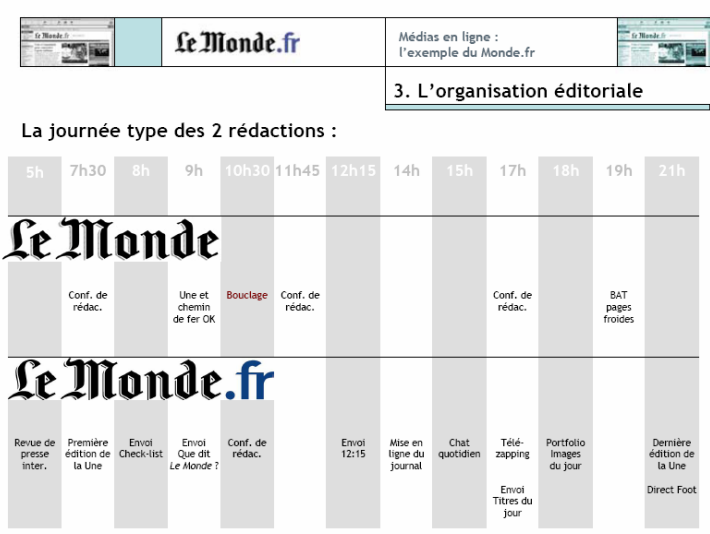 Le Monde.fr
Médias en ligne :
l'exemple du Monde.fr
3. L'organisation éditoriale
La journée type des 2 rédactions :
5h 7h30 8h 9h 10h30 11h45 12h15 14h 15h 17h 18h 19h 21h
Le Monde
Conf. de
rédac.
Une et
chemin
de fer OK
Bouclage
Conf. de
rédac.
Conf. de
rédac.
BAT
pages
froides
Le Monde.fr
Revue de
presse
inter.
Première
édition de
la Une
Envoi
Check-list
Envoi
Que dit
Le Monde ?
Conf. de
rédac.
Envoi
12:15
Mise en
ligne du
journal
Chat
quotidien
Télé-
zapping
Envoi
Titres du
jour
Portfolio
Images
du jour
Dernière
édition de
la Une
Direct Foot